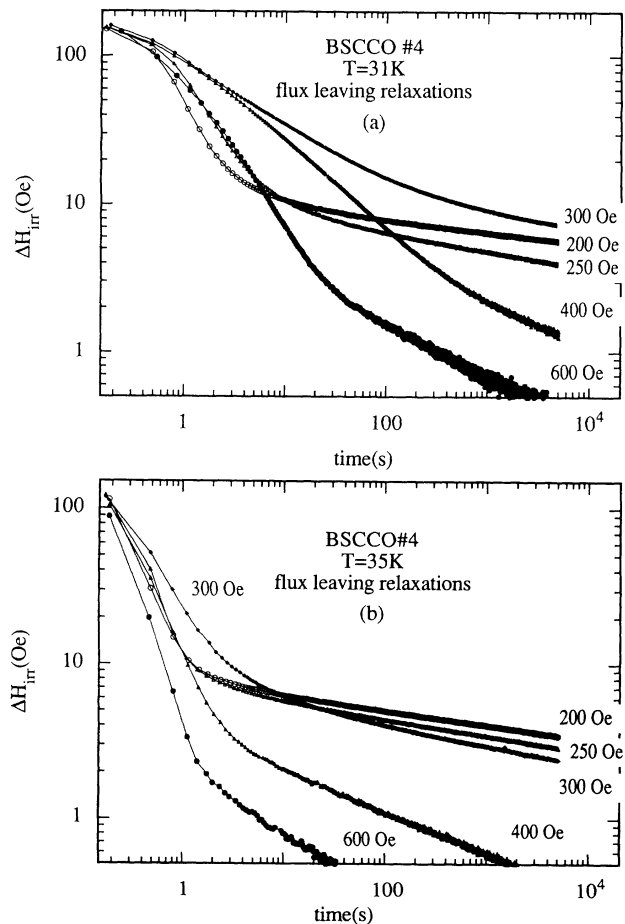 BSCCO #4
T=31K
flux leaving relaxations
(a)
100
10
1
ΔH_irr(Oe)
300 Oe
200 Oe
250 Oe
400 Oe
600 Oe
1
100
10^4
time(s)
BSCCO#4
T=35K
flux leaving relaxations
(b)
300 Oe
100
10
1
ΔH_irr(Oe)
200 Oe
250 Oe
300 Oe
400 Oe
600 Oe
1
100
10^4
time(s)